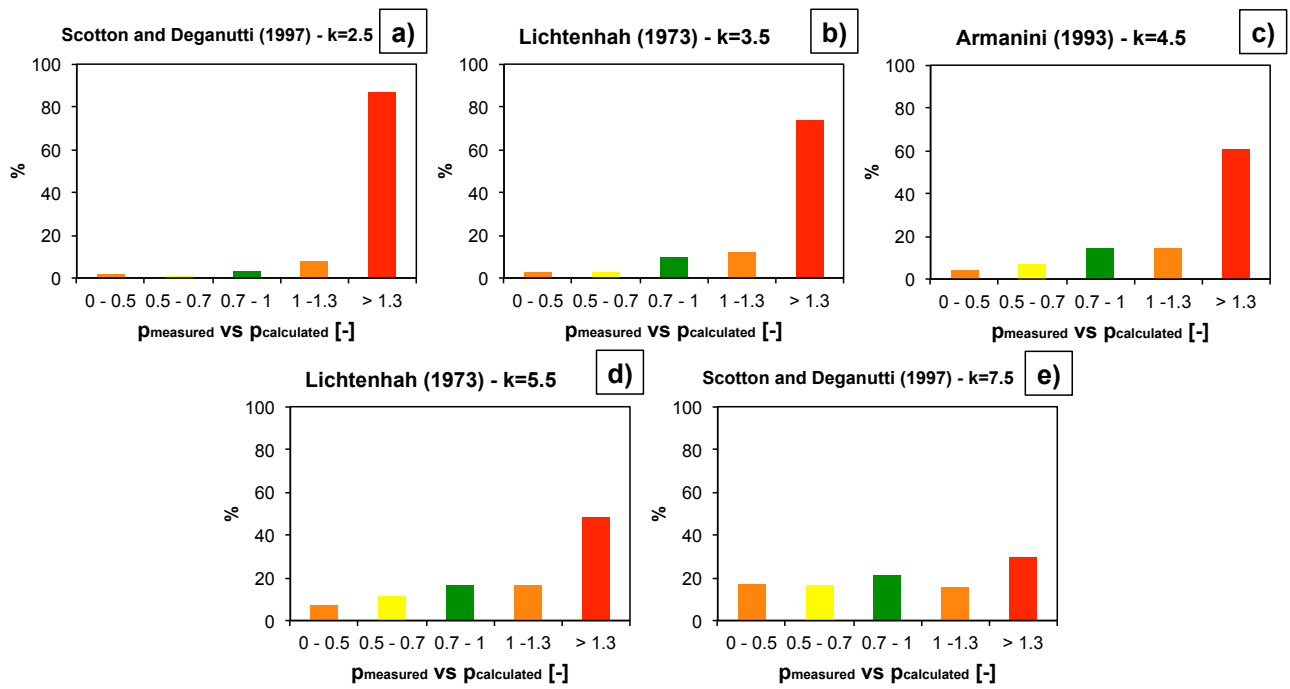 Scotton and Deganutti (1997) - k=2.5
a)
100
80
60
40
20
0
%
0 - 0.5 0.5 - 0.7 0.7 - 1 1 -1.3 > 1.3
pmeasured vs pcalculated [-]
Lichtenhah (1973) - k=3.5
b)
100
80
60
40
20
0
%
0 - 0.5 0.5 - 0.7 0.7 - 1 1 -1.3 > 1.3
pmeasured vs pcalculated [-]
Armanini (1993) - k=4.5
c)
100
80
60
40
20
0
%
0 - 0.5 0.5 - 0.7 0.7 - 1 1 -1.3 > 1.3
pmeasured vs pcalculated [-]
Lichtenhah (1973) - k=5.5
d)
100
80
60
40
20
0
%
0 - 0.5 0.5 - 0.7 0.7 - 1 1 -1.3 > 1.3
pmeasured vs pcalculated [-]
Scotton and Deganutti (1997) - k=7.5
e)
100
80
60
40
20
0
%
0 - 0.5 0.5 - 0.7 0.7 - 1 1 -1.3 > 1.3
pmeasured vs pcalculated [-]